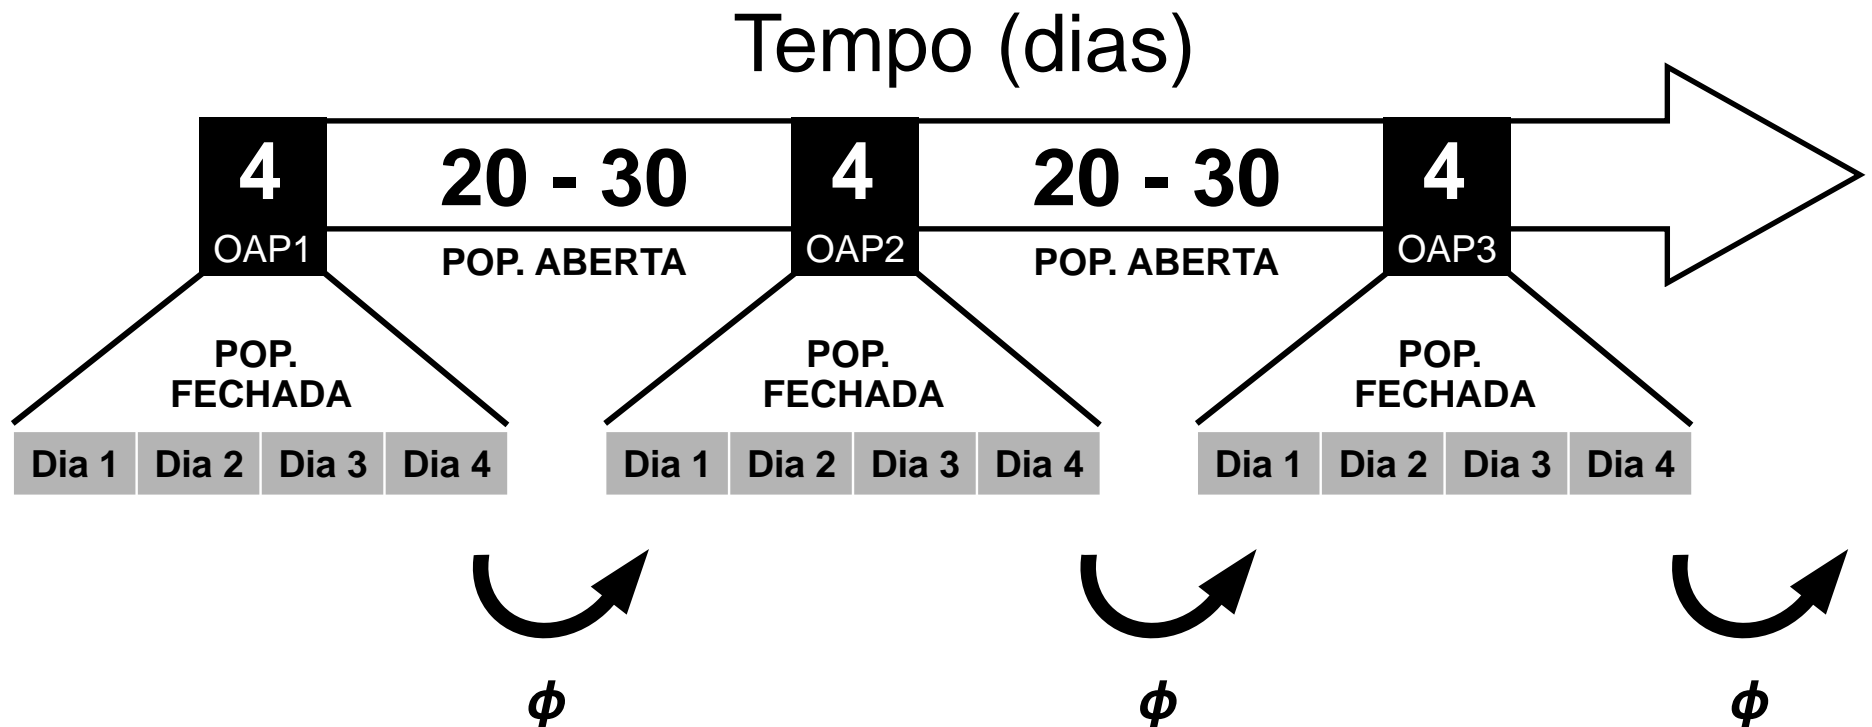 Tempo (dias)
4 20 - 30 4 20 - 30 4
OAP1 POP. ABERTA OAP2 POP. ABERTA OAP3
POP. POP. POP.
FECHADA FECHADA FECHADA
Dia 1 Dia 2 Dia 3 Dia 4 Dia 1 Dia 2 Dia 3 Dia 4 Dia 1 Dia 2 Dia 3 Dia 4
ϕ ϕ ϕ